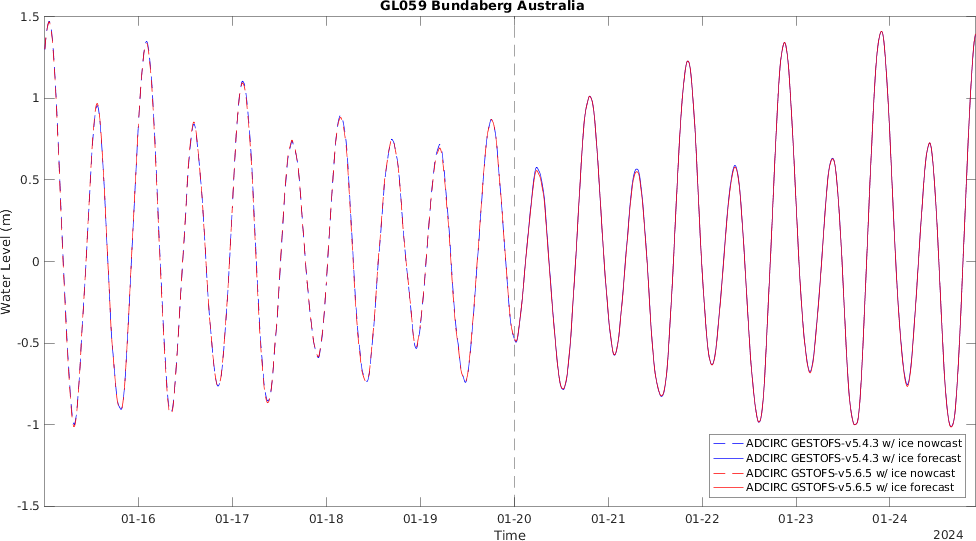 GL059 Bundaberg Australia
1.5
1
0.5
0
-0.5
-1
-1.5
Water Level (m)
ADCIRC GESTOFS-v5.4.3 w/ ice nowcast
ADCIRC GESTOFS-v5.4.3 w/ ice forecast
ADCIRC GSTOFS-v5.6.5 w/ ice nowcast
ADCIRC GSTOFS-v5.6.5 w/ ice forecast
01-16 01-17 01-18 01-19 01-20 01-21 01-22 01-23 01-24
Time
2024